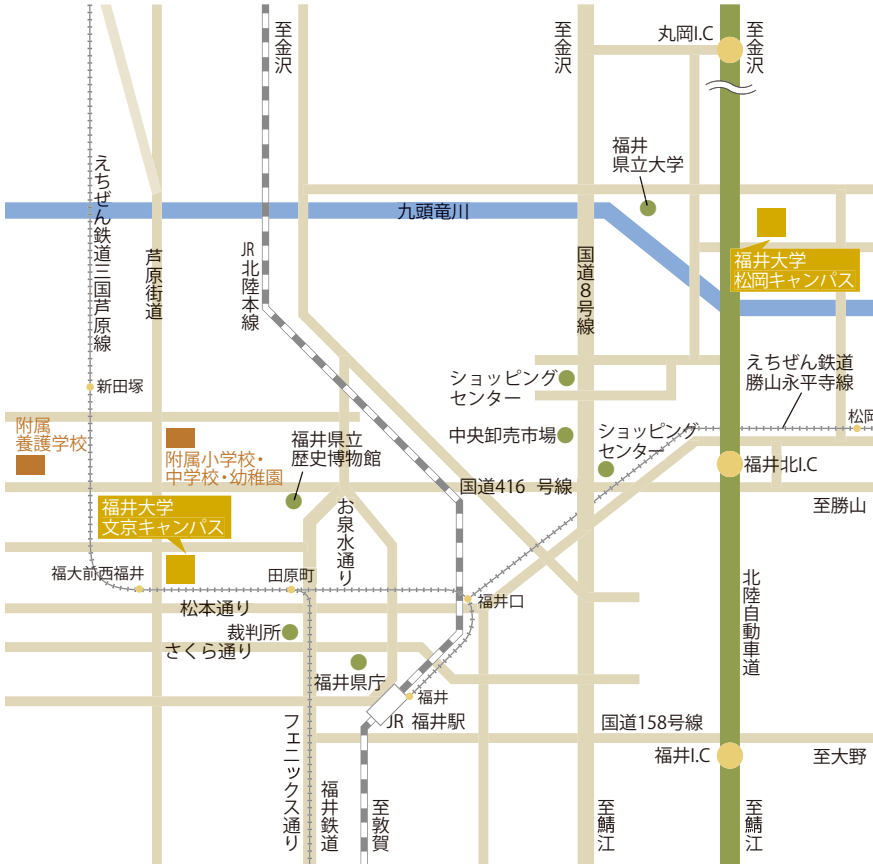 至金沢
至金沢
丸岡I.C
至金沢
福井
県立大学
九頭竜川
えちぜん鉄道三国芦原線
芦原街道
JR北陸本線
国道8号線
福井大学
松岡キャンパス
新田塚
ショッピング
センター
えちぜん鉄道
勝山永平寺線
松岡
附属
養護学校
附属小学校・
中学校・幼稚園
福井県立
歴史博物館
中央卸売市場
ショッピング
センター
福井北I.C
国道416 号線
至勝山
福井大学
文京キャンパス
お泉水通り
福大前西福井
田原町
福井口
松本通り
裁判所
さくら通り
北陸自動車道
福井県庁
福井
JR 福井駅
国道158号線
福井I.C
至大野
フェニックス通り
福井鉄道
至敦賀
至鯖江
至鯖江